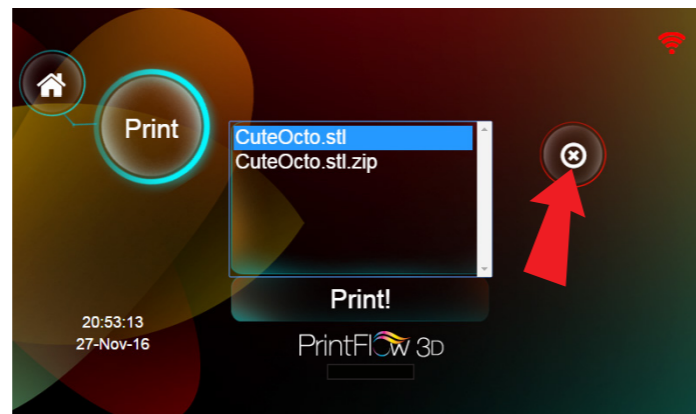 Print
CuteOcto.stl
CuteOcto.stl.zip
Print!
20:53:13
27-Nov-16
PrintFlow 3D